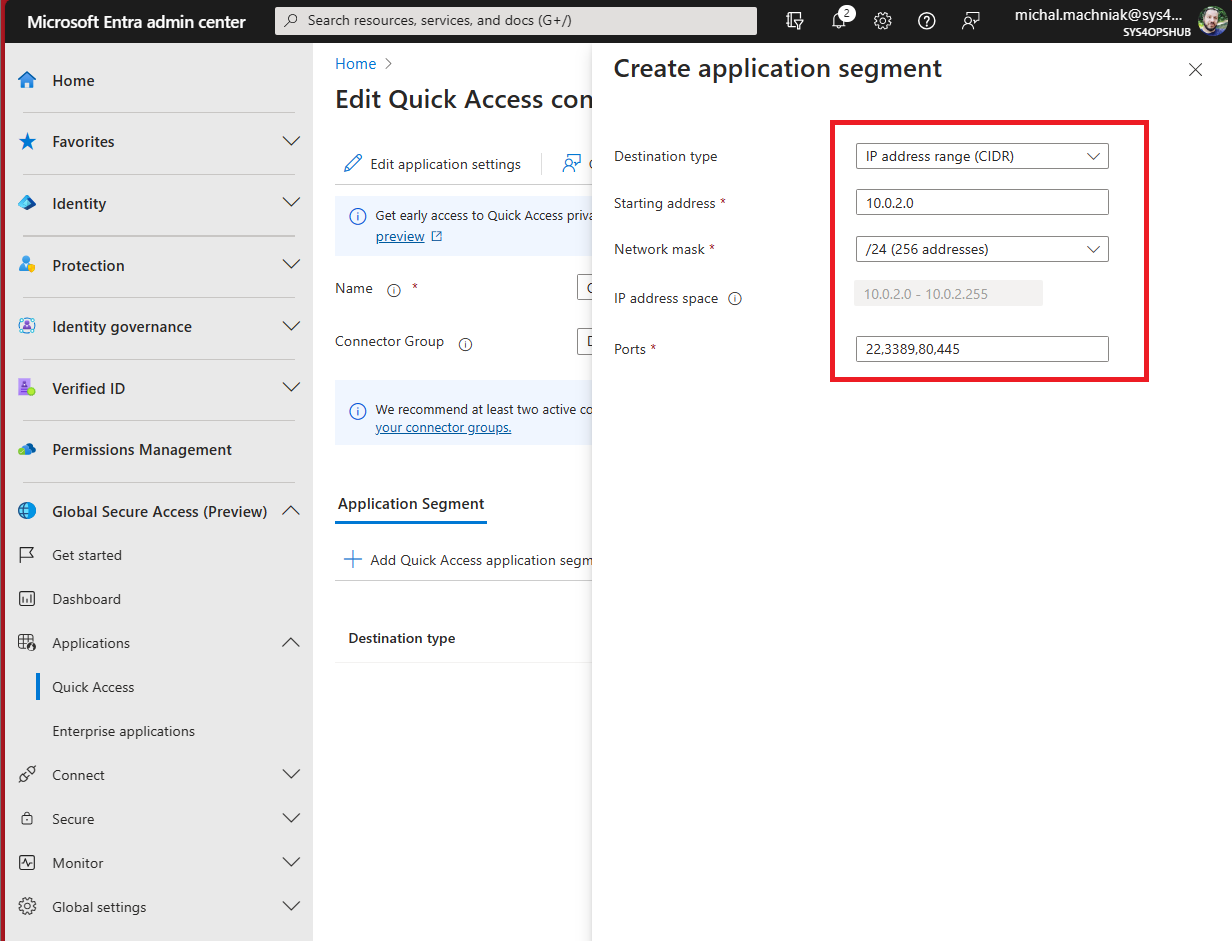 Microsoft Entra admin center
Search resources, services, and docs (G+/)
2
michal.machniak@sys4...
SYS4OPSHUB
Home
Favorites
Identity
Protection
Identity governance
Verified ID
Permissions Management
Global Secure Access (Preview)
Get started
Dashboard
Applications
Quick Access
Enterprise applications
Connect
Secure
Monitor
Global settings
Home >
Edit Quick Access con
Edit application settings
Get early access to Quick Access priva
preview
Name *
Connector Group
We recommend at least two active co
your connector groups.
Application Segment
Add Quick Access application segm
Destination type
Create application segment
Destination type
IP address range (CIDR)
Starting address *
10.0.2.0
Network mask *
/24 (256 addresses)
IP address space
10.0.2.0 - 10.0.2.255
Ports *
22,3389,80,445